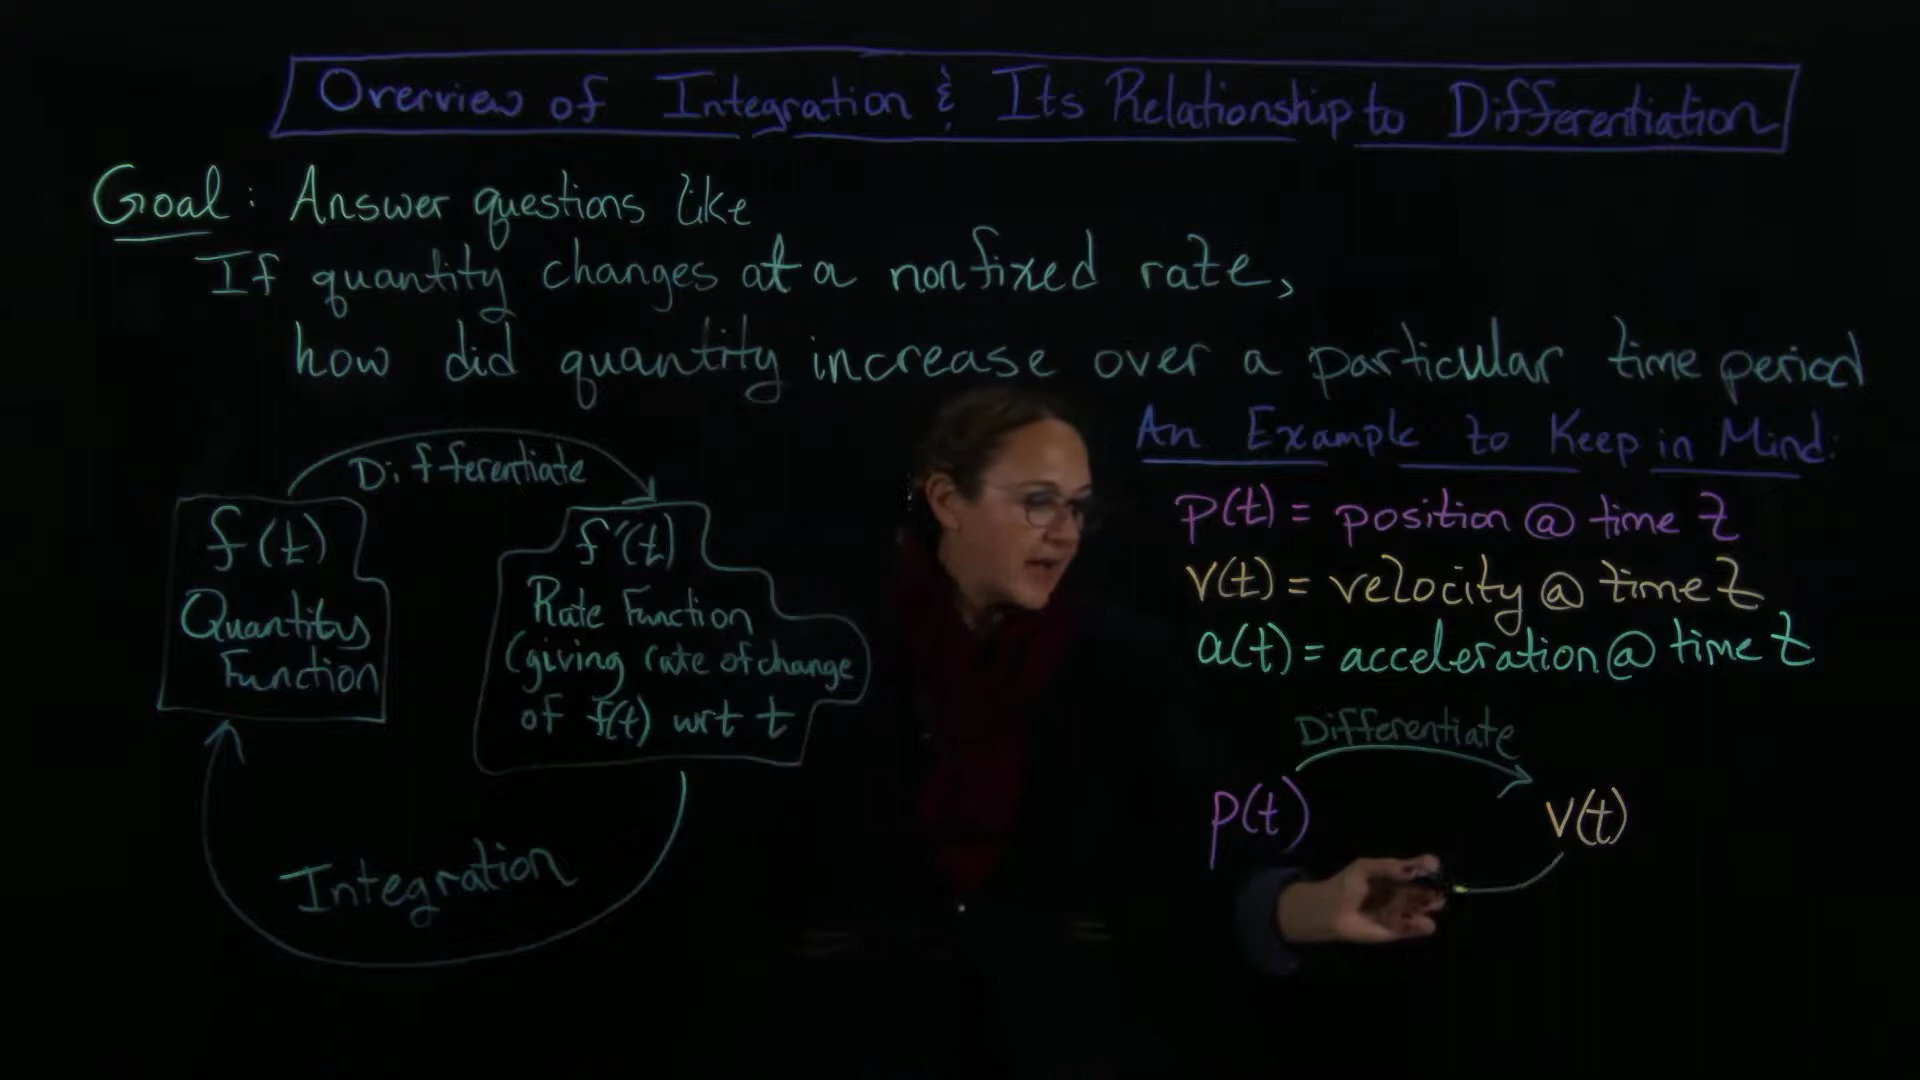 Overview of Integration & Its Relationship to Differentiation
Goal: Answer questions like
If quantity changes at a nonfixed rate,
how did quantity increase over a particular time period
Differentiate
f(t)
Quantity
Function
f'(t)
Rate Function
(giving rate of change
of f(t) wrt t
Integration
An Example to Keep in Mind:
p(t) = position @ time t
v(t) = velocity @ time t
a(t) = acceleration @ time t
Differentiate
p(t)
v(t)